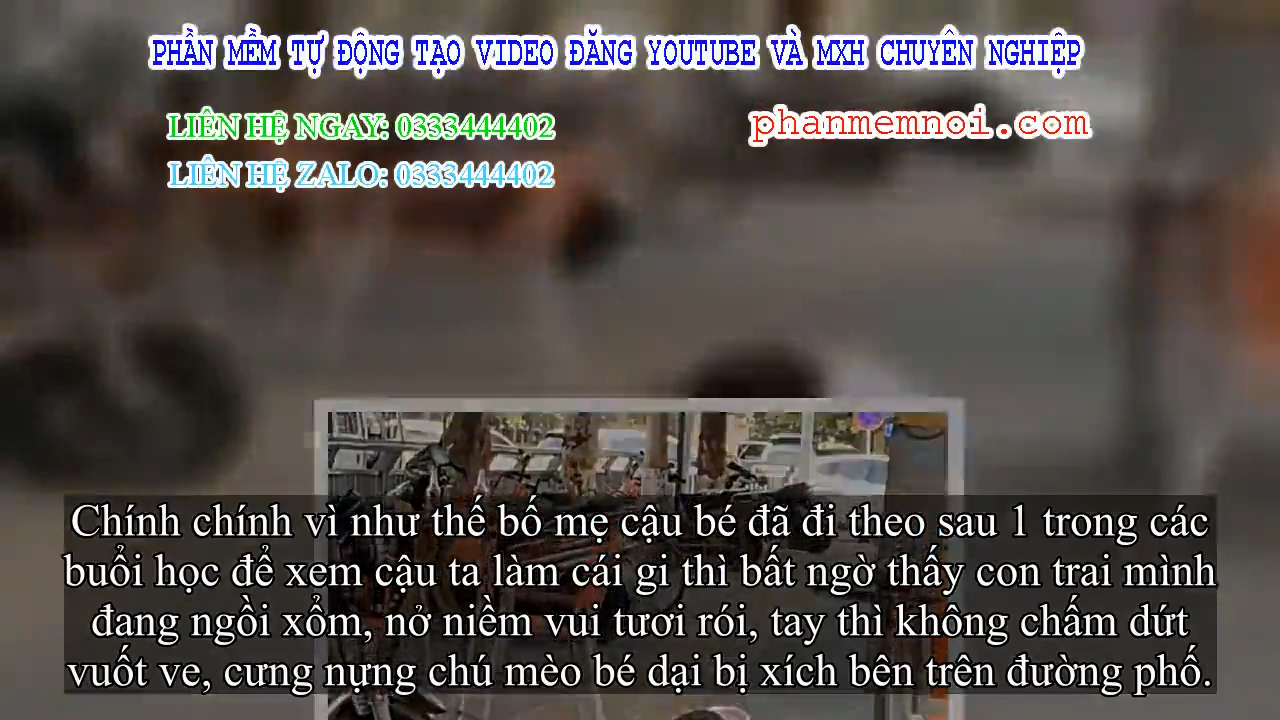 PHẦN MỀM TỰ ĐỘNG TẠO VIDEO ĐĂNG YOUTUBE VÀ MXH CHUYÊN NGHIỆP
LIÊN HỆ NGAY: 0333444402
phanmemnoi.com
LIÊN HỆ ZALO: 0333444402
Chính chính vì như thế bố mẹ cậu bé đã đi theo sau 1 trong các
buổi học để xem cậu ta làm cái gi thì bất ngờ thấy con trai mình
đang ngồi xổm, nở niềm vui tươi rói, tay thì không chấm dứt
vuốt ve, cưng nựng chú mèo bé dại bị xích bên trên đường phố.